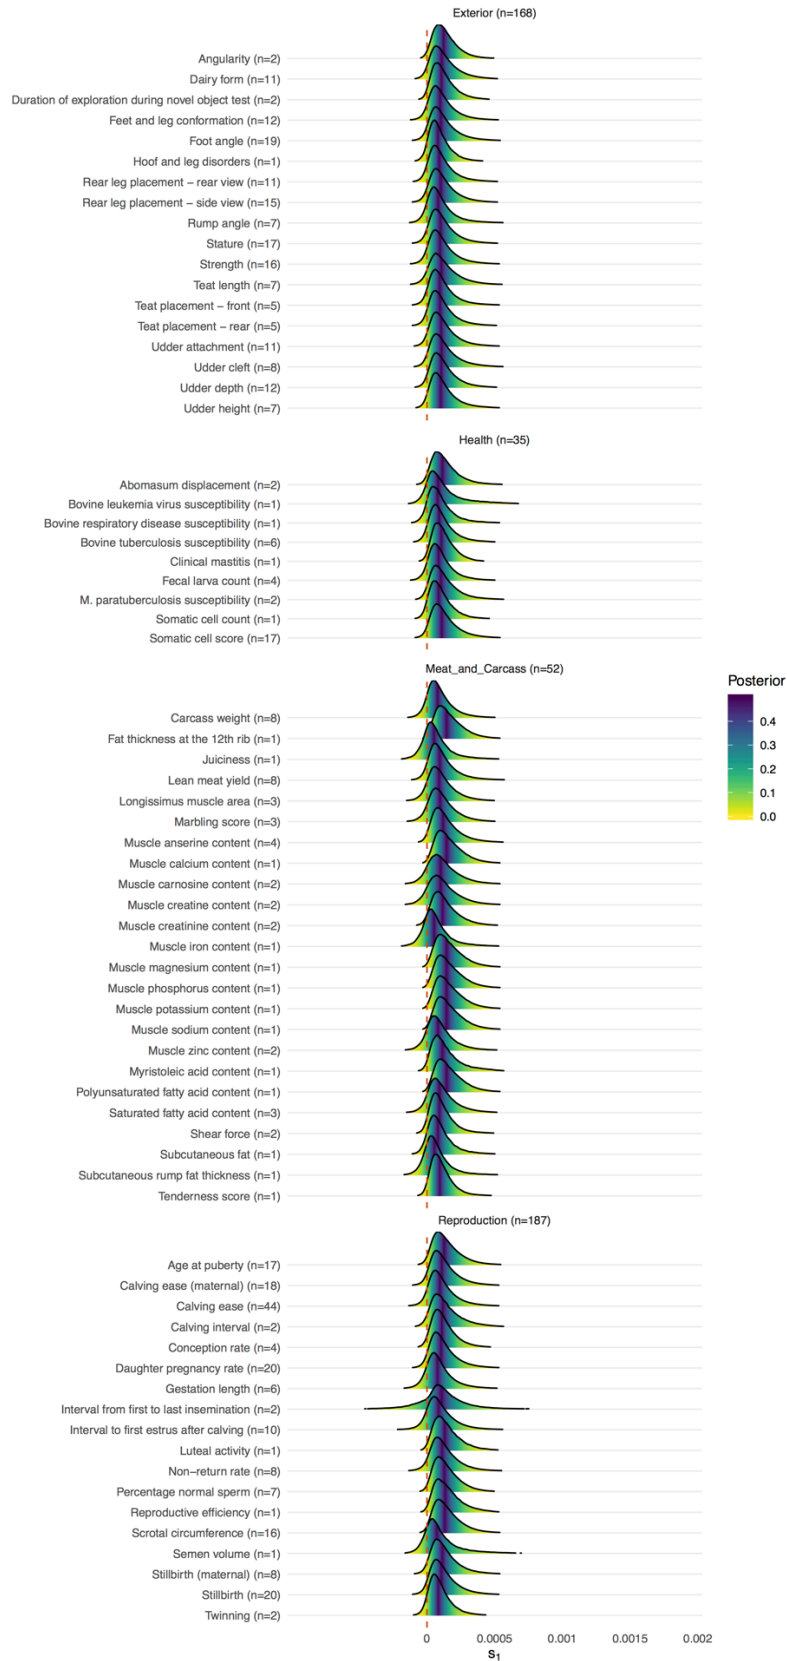 Exterior (n=168)
Angularity (n=2)
Dairy form (n=11)
Duration of exploration during novel object test (n=2)
Feet and leg conformation (n=12)
Foot angle (n=19)
Hoof and leg disorders (n=1)
Rear leg placement − rear view (n=11)
Rear leg placement − side view (n=15)
Rump angle (n=7)
Stature (n=17)
Strength (n=16)
Teat length (n=7)
Teat placement − front (n=5)
Teat placement − rear (n=5)
Udder attachment (n=11)
Udder cleft (n=8)
Udder depth (n=12)
Udder height (n=7)
Health (n=35)
Abomasum displacement (n=2)
Bovine leukemia virus susceptibility (n=1)
Bovine respiratory disease susceptibility (n=1)
Bovine tuberculosis susceptibility (n=6)
Clinical mastitis (n=1)
Fecal larva count (n=4)
M. paratuberculosis susceptibility (n=2)
Somatic cell count (n=1)
Somatic cell score (n=17)
Meat_and_Carcass (n=52)
Carcass weight (n=8)
Fat thickness at the 12th rib (n=1)
Juiciness (n=1)
Lean meat yield (n=8)
Longissimus muscle area (n=3)
Marbling score (n=3)
Muscle anserine content (n=4)
Muscle calcium content (n=1)
Muscle carnosine content (n=2)
Muscle creatine content (n=2)
Muscle creatinine content (n=2)
Muscle iron content (n=1)
Muscle magnesium content (n=1)
Muscle phosphorus content (n=1)
Muscle potassium content (n=1)
Muscle sodium content (n=1)
Muscle zinc content (n=2)
Myristoleic acid content (n=1)
Polyunsaturated fatty acid content (n=1)
Saturated fatty acid content (n=3)
Shear force (n=2)
Subcutaneous fat (n=1)
Subcutaneous rump fat thickness (n=1)
Tenderness score (n=1)
Posterior
0.4
0.3
0.2
0.1
0.0
Reproduction (n=187)
Age at puberty (n=17)
Calving ease (maternal) (n=18)
Calving ease (n=44)
Calving interval (n=2)
Conception rate (n=4)
Daughter pregnancy rate (n=20)
Gestation length (n=6)
Interval from first to last insemination (n=2)
Interval to first estrus after calving (n=10)
Luteal activity (n=1)
Non−return rate (n=8)
Percentage normal sperm (n=7)
Reproductive efficiency (n=1)
Scrotal circumference (n=16)
Semen volume (n=1)
Stillbirth (maternal) (n=8)
Stillbirth (n=20)
Twinning (n=2)
0 0.0005 0.001 0.0015 0.002
s₁